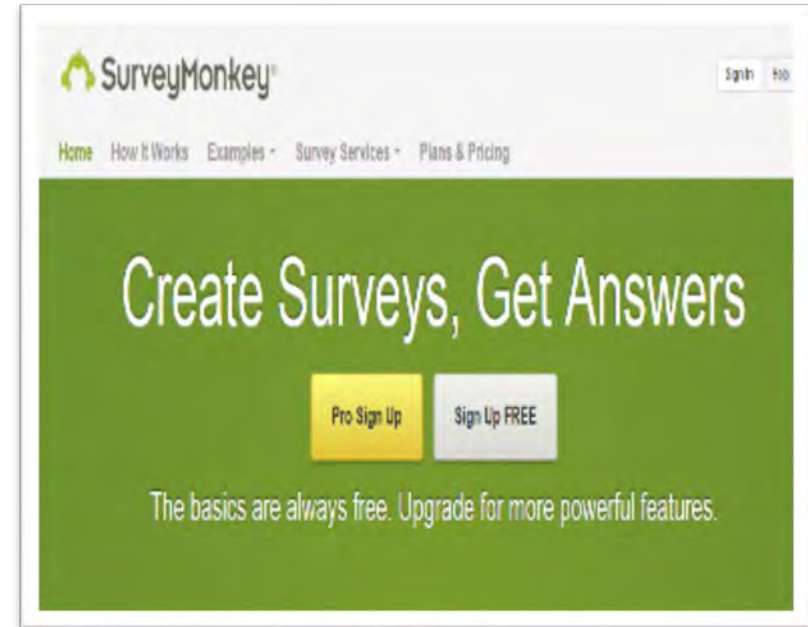 SurveyMonkey®
Sign In Help
Home How It Works Examples Survey Services Plans & Pricing
Create Surveys, Get Answers
Pro Sign Up Sign Up FREE
The basics are always free. Upgrade for more powerful features.